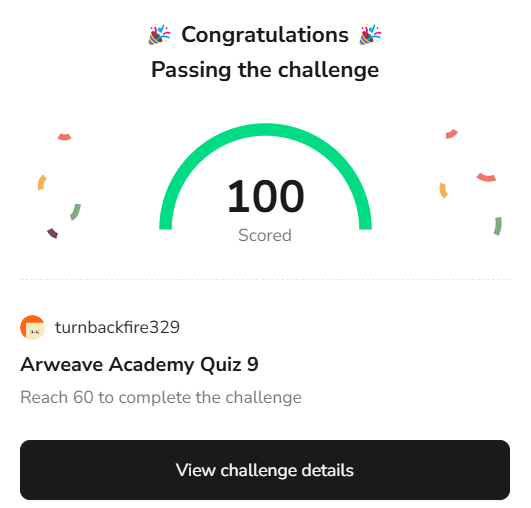 🎉 Congratulations 🎉
Passing the challenge
100
Scored
turnbackfire329
Arweave Academy Quiz 9
Reach 60 to complete the challenge
View challenge details